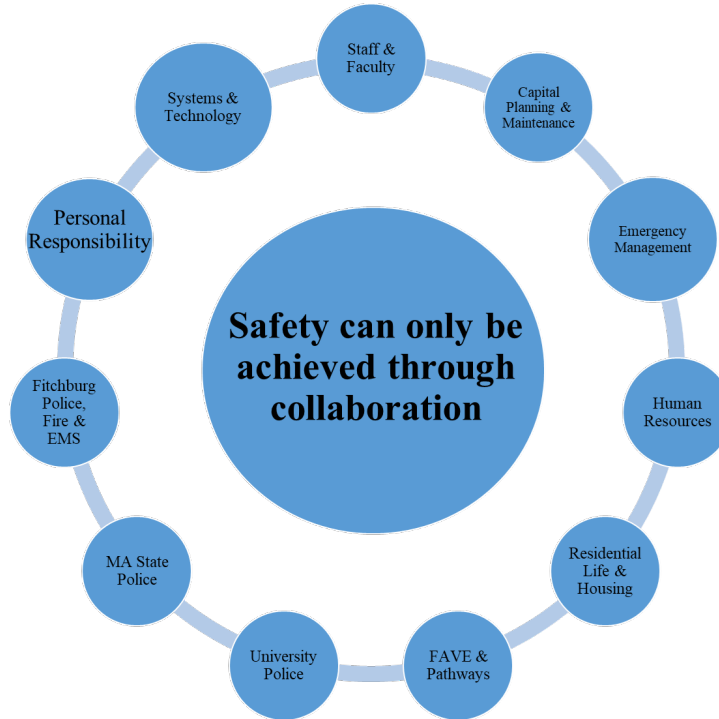 Staff &
Faculty
Capital
Planning &
Maintenance
Emergency
Management
Human
Resources
Residential
Life &
Housing
FAVE &
Pathways
University
Police
MA State
Police
Fitchburg
Police,
Fire &
EMS
Personal
Responsibility
Systems &
Technology
Safety can only be
achieved through
collaboration